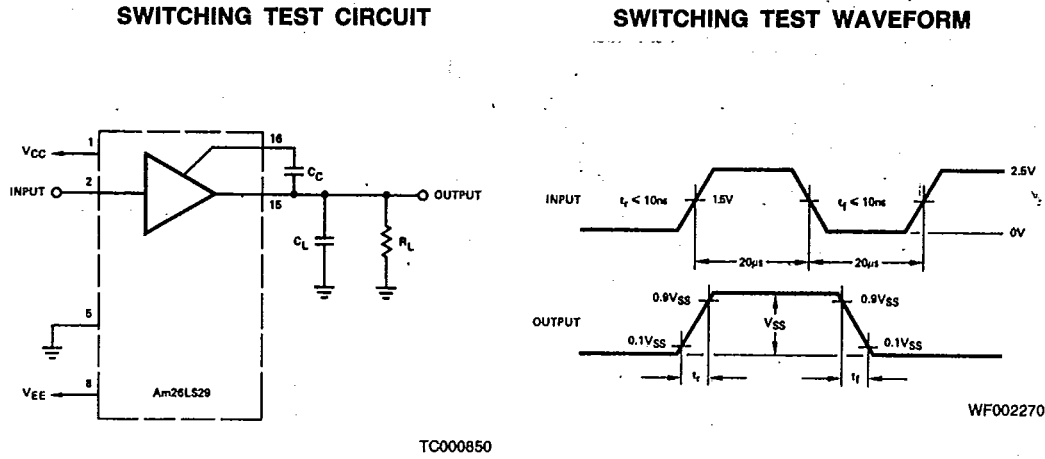 SWITCHING TEST CIRCUIT
1
16
VCC
CC
INPUT
2
OUTPUT
15
CL
RL
5
8
VEE
Am26LS29
TC000850
SWITCHING TEST WAVEFORM
2.5V
INPUT
tr < 10ns
1.5V
tf < 10ns
0V
20μs
20μs
0.9VSS
0.9VSS
OUTPUT
VSS
0.1VSS
0.1VSS
tr
tf
WF002270